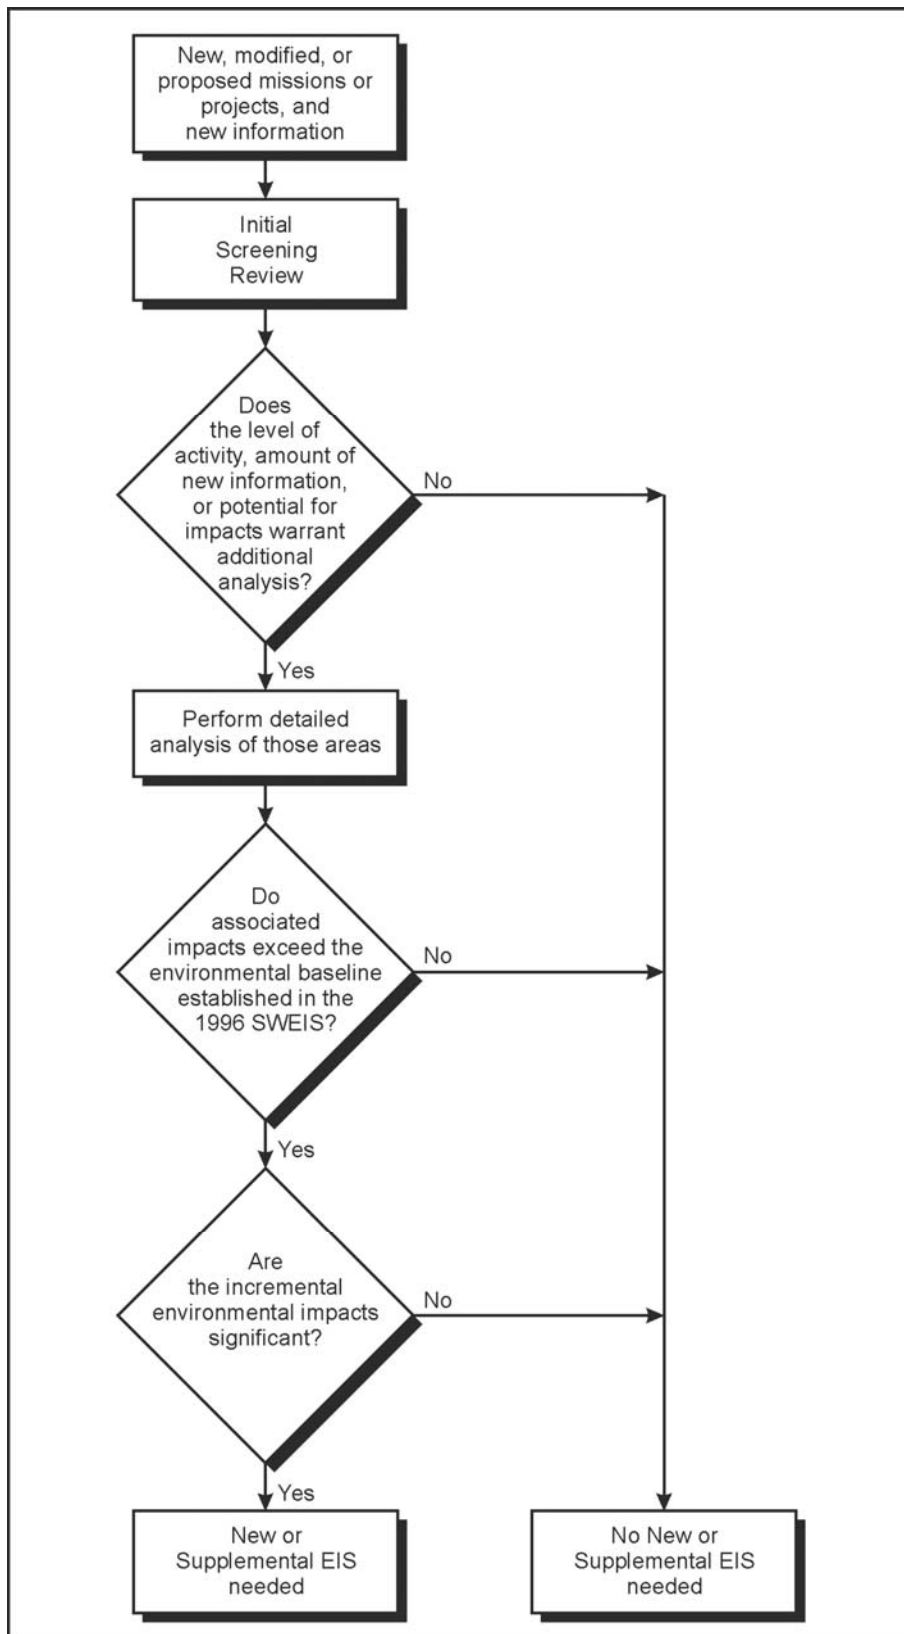 New, modified, or
proposed missions or
projects, and
new information
Initial
Screening
Review
Does
the level of
activity, amount of
new information,
or potential for
impacts warrant
additional
analysis?
No
Yes
Perform detailed
analysis of those areas
Do
associated
impacts exceed the
environmental baseline
established in the
1996 SWEIS?
No
Yes
Are
the incremental
environmental impacts
significant?
No
Yes
New or
Supplemental EIS
needed
No New or
Supplemental EIS
needed